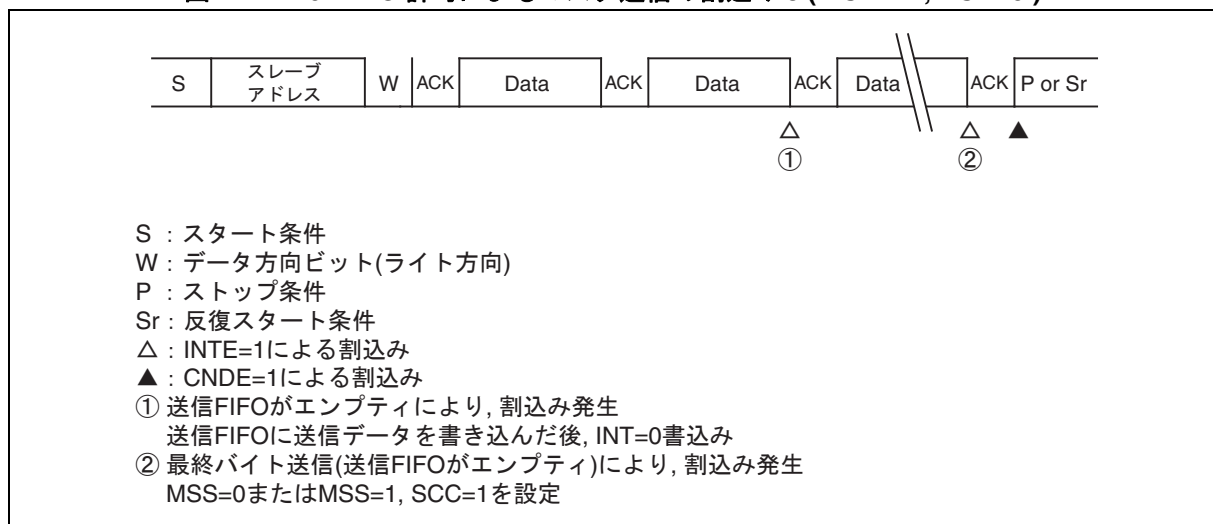 S スレーブ アドレス W ACK Data ACK Data ACK Data ACK P or Sr
△ △ ▲
① ②
S : スタート条件
W : データ方向ビット(ライト方向)
P : ストップ条件
Sr : 反復スタート条件
△ : INTE=1による割込み
▲ : CNDE=1による割込み
① 送信FIFOがエンプティにより, 割込み発生
送信FIFOに送信データを書き込んだ後, INT=0書込み
② 最終バイト送信(送信FIFOがエンプティ)により, 割込み発生
MSS=0またはMSS=1, SCC=1を設定